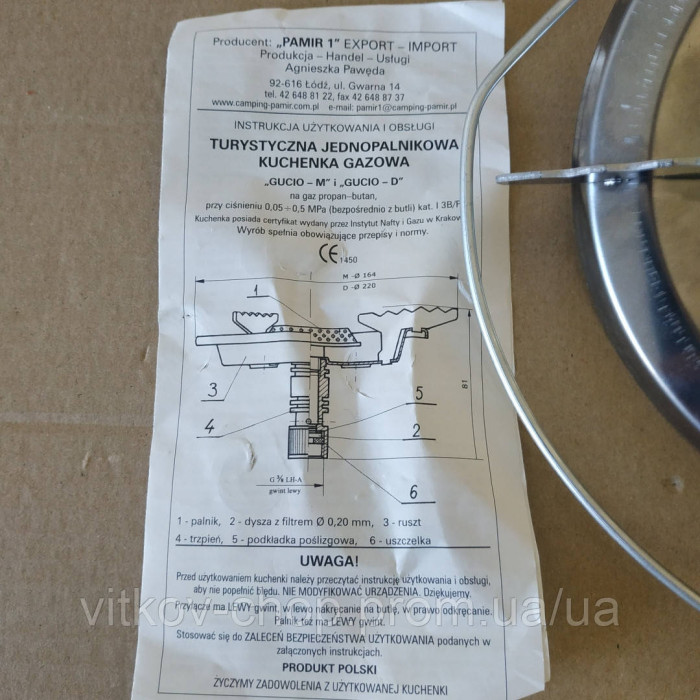 Producent: „PAMIR 1" EXPORT – IMPORT
Produkcja – Handel – Usługi
Agnieszka Pawęda
92-616 Łódź, ul. Gwarna 14
tel. 42 648 81 22, fax 42 648 87 37
www.camping-pamir.com.pl e-mail: pamir1@camping-pamir.pl
INSTRUKCJA UŻYTKOWANIA I OBSŁUGI
TURYSTYCZNA JEDNOPALNIKOWA
KUCHENKA GAZOWA
„GUCIO – M" i „GUCIO – D"
na gaz propan–butan,
przy ciśnieniu 0,05÷0,5 MPa (bezpośrednio z butli) kat. I 3B/P
Kuchenka posiada certyfikat wydany przez Instytut Nafty i Gazu w Krakow
Wyrób spełnia obowiązujące przepisy i normy.
CE 1450
M -Ø 164
D -Ø 220
1
81
3
5
4
2
G ⅜ LH-A
gwint lewy
6
1 - palnik, 2 - dysza z filtrem Ø 0,20 mm, 3 - ruszt
4 - trzpień, 5 - podkładka poślizgowa, 6 - uszczelka
UWAGA!
Przed użytkowaniem kuchenki należy przeczytać instrukcję użytkowania i obsługi,
aby nie popełnić błędu. NIE MODYFIKOWAĆ URZĄDZENIA. Dziękujemy.
Przyłącze ma LEWY gwint, w lewo nakręcanie na butlę, w prawo odkręcanie.
Palnik też ma LEWY gwint.
Stosować się do ZALECEŃ BEZPIECZEŃSTWA UŻYTKOWANIA podanych w
załączonych instrukcjach.
PRODUKT POLSKI
ŻYCZYMY ZADOWOLENIA Z UŻYTKOWANEJ KUCHENKI